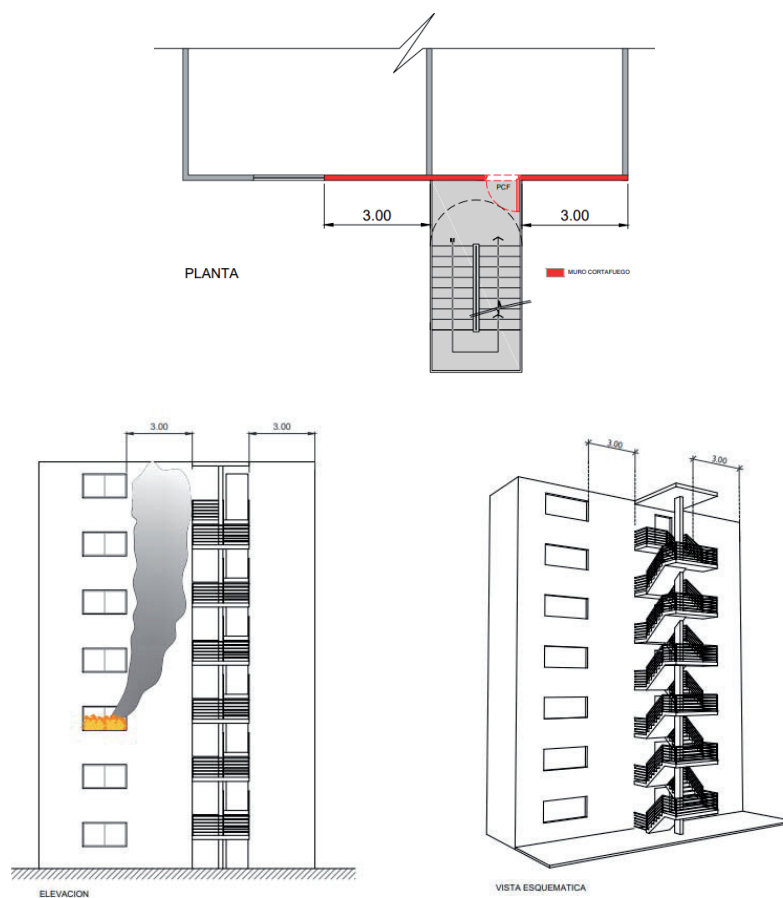 PCF
3.00
3.00
PLANTA
MURO CORTAFUEGO
3.00
3.00
3.00
3.00
ELEVACION
VISTA ESQUEMATICA